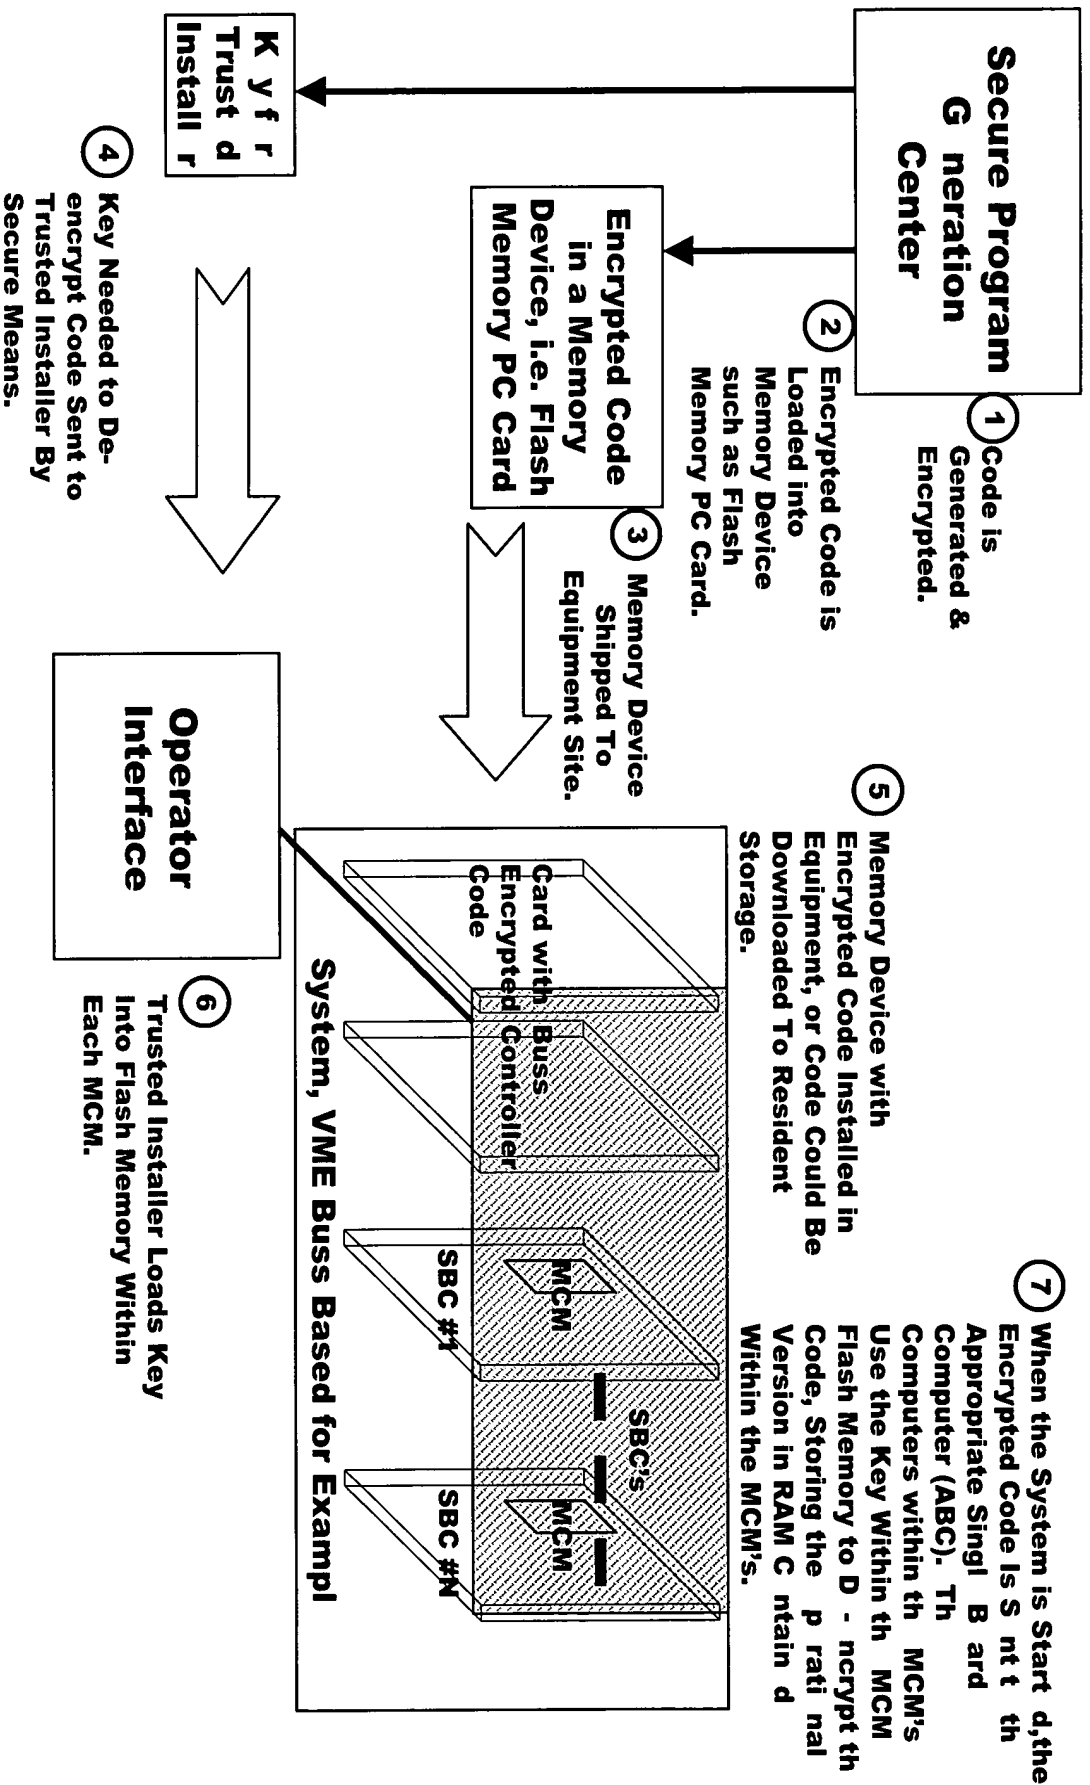 Secure Program
G neration
Center
1
Code is
Generated &
Encrypted.
2
Encrypted Code is
Loaded into
Memory Device
such as Flash
Memory PC Card.
Encrypted Code
in a Memory
Device, i.e. Flash
Memory PC Card
3
Memory Device
Shipped To
Equipment Site.
K y f r
Trust d
Install r
4
Key Needed to De-
encrypt Code Sent to
Trusted Installer By
Secure Means.
5
Memory Device with
Encrypted Code Installed in
Equipment, or Code Could Be
Downloaded To Resident
Storage.
Operator
Interface
6
Trusted Installer Loads Key
Into Flash Memory Within
Each MCM.
Card with
Encrypted
Code
Buss
Controller
MCM
SBC #1
SBC's
MCM
SBC #N
System, VME Buss Based for Exampl
7
When the System is Start d,the
Encrypted Code Is S nt t th
Appropriate Singl B ard
Computer (ABC). Th
Computers within th MCM's
Use the Key Within th MCM
Flash Memory to D - ncrypt th
Code, Storing the p rati nal
Version in RAM C ntain d
Within the MCM's.